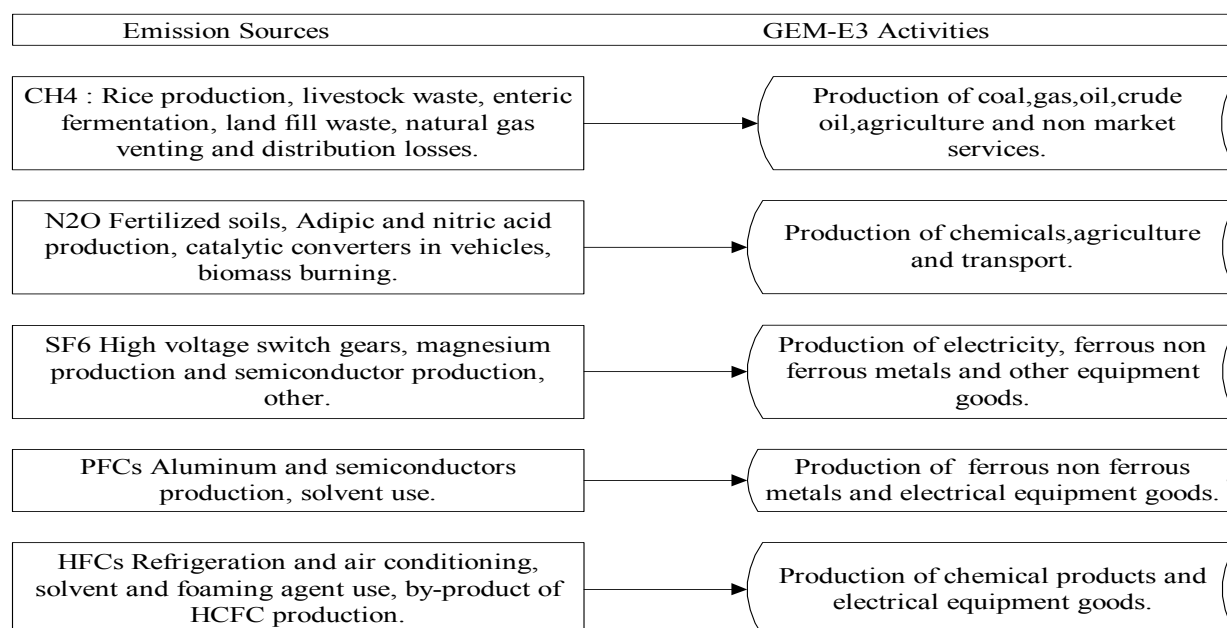 Emission Sources
GEM-E3 Activities
CH4 : Rice production, livestock waste, enteric
fermentation, land fill waste, natural gas
venting and distribution losses.
Production of coal,gas,oil,crude
oil,agriculture and non market
services.
N2O Fertilized soils, Adipic and nitric acid
production, catalytic converters in vehicles,
biomass burning.
Production of chemicals,agriculture
and transport.
SF6 High voltage switch gears, magnesium
production and semiconductor production,
other.
Production of electricity, ferrous non
ferrous metals and other equipment
goods.
PFCs Aluminum and semiconductors
production, solvent use.
Production of  ferrous non ferrous
metals and electrical equipment goods.
HFCs Refrigeration and air conditioning,
solvent and foaming agent use, by-product of
HCFC production.
Production of chemical products and
electrical equipment goods.